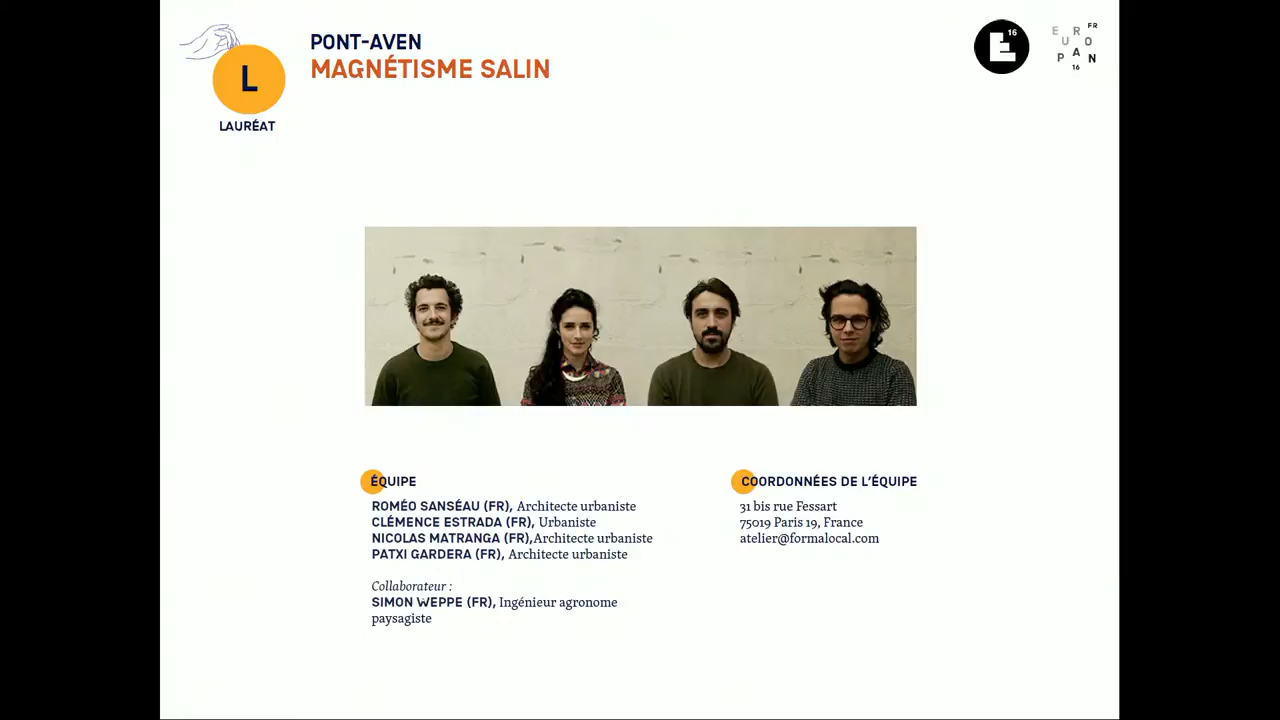 PONT-AVEN
MAGNÉTISME SALIN
L
LAURÉAT
E 16
EUROPAN FR 16
ÉQUIPE
ROMÉO SANSÉAU (FR), Architecte urbaniste
CLÉMENCE ESTRADA (FR), Urbaniste
NICOLAS MATRANGA (FR),Architecte urbaniste
PATXI GARDERA (FR), Architecte urbaniste
Collaborateur :
SIMON WEPPE (FR), Ingénieur agronome
paysagiste
COORDONNÉES DE L'ÉQUIPE
31 bis rue Fessart
75019 Paris 19, France
atelier@formalocal.com